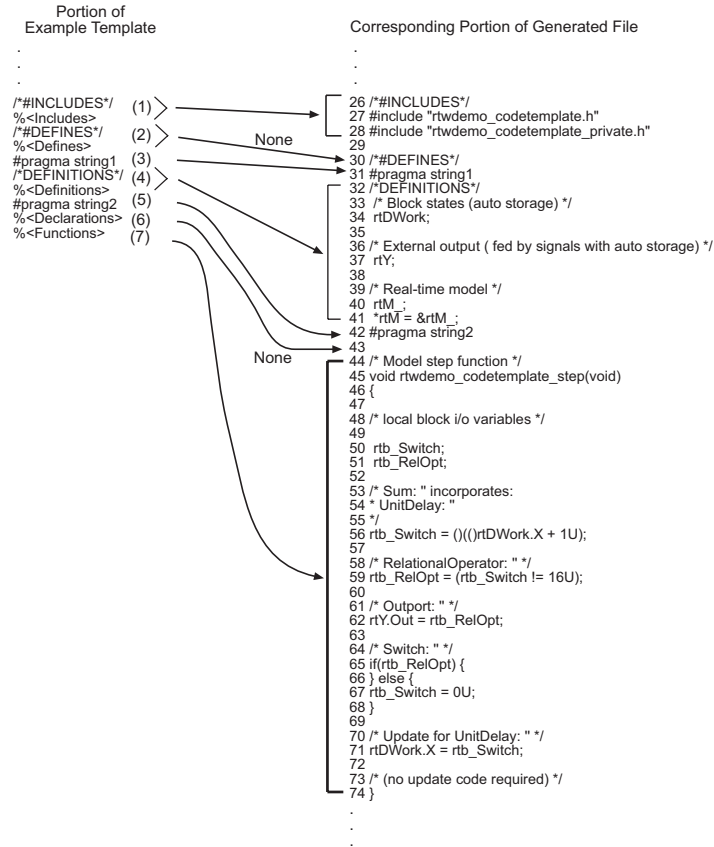 Portion of
Example Template
.
.
.
/*#INCLUDES*/ (1)
%<Includes>
/*#DEFINES*/ (2)
%<Defines>
#pragma string1 (3)
/*DEFINITIONS*/ (4)
%<Definitions>
#pragma string2 (5)
%<Declarations> (6)
%<Functions> (7)
None
None
Corresponding Portion of Generated File
.
.
.
26 /*#INCLUDES*/
27 #include "rtwdemo_codetemplate.h"
28 #include "rtwdemo_codetemplate_private.h"
29
30 /*#DEFINES*/
31 #pragma string1
32 /*DEFINITIONS*/
33 /* Block states (auto storage) */
34 rtDWork;
35
36 /* External output ( fed by signals with auto storage) */
37 rtY;
38
39 /* Real-time model */
40 rtM_;
41 *rtM = &rtM_;
42 #pragma string2
43
44 /* Model step function */
45 void rtwdemo_codetemplate_step(void)
46 {
47
48 /* local block i/o variables */
49
50 rtb_Switch;
51 rtb_RelOpt;
52
53 /* Sum: '' incorporates:
54 * UnitDelay: ''
55 */
56 rtb_Switch = ()(()rtDWork.X + 1U);
57
58 /* RelationalOperator: '' */
59 rtb_RelOpt = (rtb_Switch != 16U);
60
61 /* Outport: '' */
62 rtY.Out = rtb_RelOpt;
63
64 /* Switch: '' */
65 if(rtb_RelOpt) {
66 } else {
67 rtb_Switch = 0U;
68 }
69
70 /* Update for UnitDelay: '' */
71 rtDWork.X = rtb_Switch;
72
73 /* (no update code required) */
74 }
.
.
.